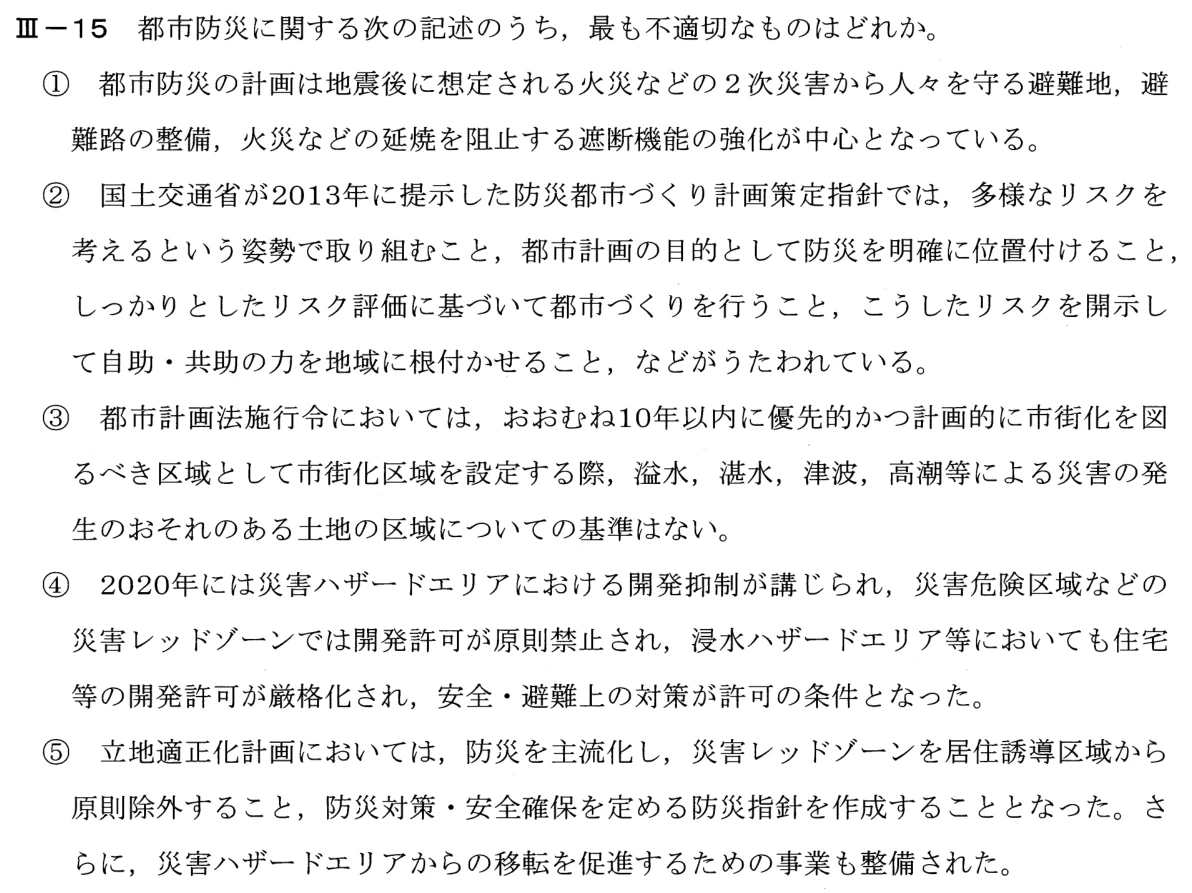 Ⅲ－15　都市防災に関する次の記述のうち，最も不適切なものはどれか。
①　都市防災の計画は地震後に想定される火災などの２次災害から人々を守る避難地，避
難路の整備，火災などの延焼を阻止する遮断機能の強化が中心となっている。
②　国土交通省が2013年に提示した防災都市づくり計画策定指針では，多様なリスクを
考えるという姿勢で取り組むこと，都市計画の目的として防災を明確に位置付けること，
しっかりとしたリスク評価に基づいて都市づくりを行うこと，こうしたリスクを開示し
て自助・共助の力を地域に根付かせること，などがうたわれている。
③　都市計画法施行令においては，おおむね10年以内に優先的かつ計画的に市街化を図
るべき区域として市街化区域を設定する際，溢水，湛水，津波，高潮等による災害の発
生のおそれのある土地の区域についての基準はない。
④　2020年には災害ハザードエリアにおける開発抑制が講じられ，災害危険区域などの
災害レッドゾーンでは開発許可が原則禁止され，浸水ハザードエリア等においても住宅
等の開発許可が厳格化され，安全・避難上の対策が許可の条件となった。
⑤　立地適正化計画においては，防災を主流化し，災害レッドゾーンを居住誘導区域から
原則除外すること，防災対策・安全確保を定める防災指針を作成することとなった。さ
らに，災害ハザードエリアからの移転を促進するための事業も整備された。